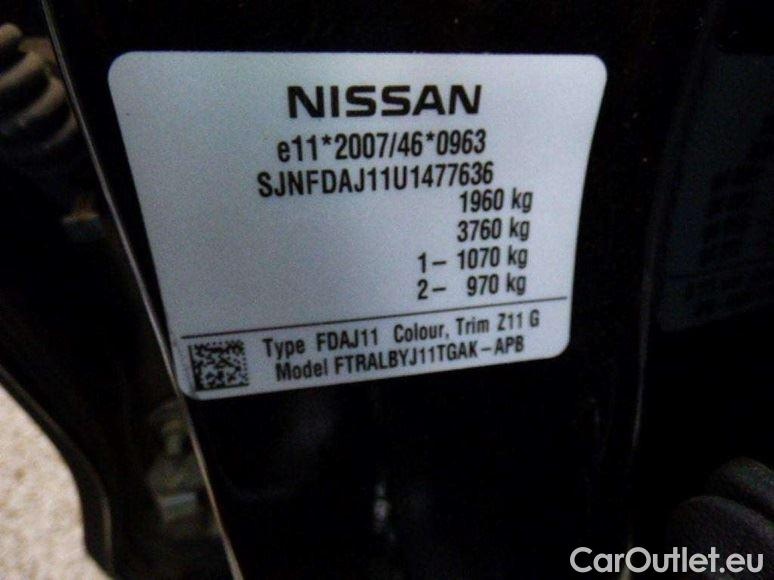 NISSAN
e11*2007/46*0963
SJNFDAJ11U1477636
1960 kg
3760 kg
1- 1070 kg
2- 970 kg
Type FDAJ11 Colour, Trim Z11 G
Model FTRALBYJ11TGAK-APB
CarOutlet.eu